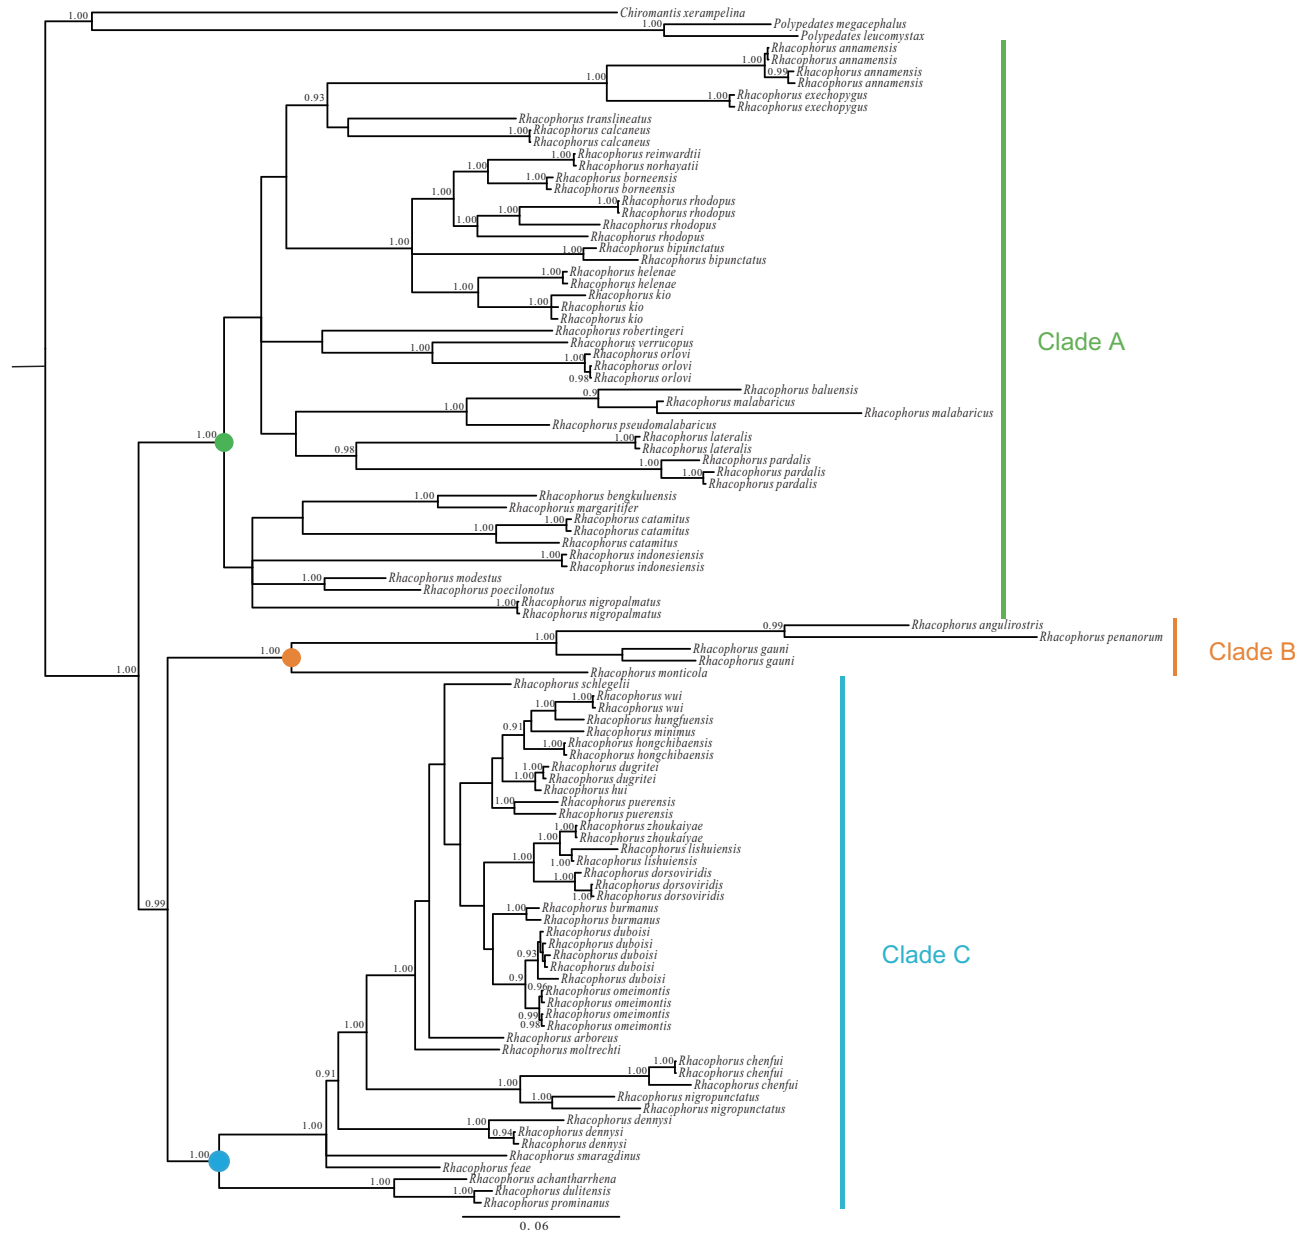 1.00
Chiromantis xerampelina
1.00
Polypedates megacephalus
Polypedates leucomystax
Rhacophorus annamensis
1.00
Rhacophorus annamensis
0.99
Rhacophorus annamensis
1.00
Rhacophorus annamensis
1.00
Rhacophorus exechopygus
0.93
Rhacophorus exechopygus
Rhacophorus translineatus
1.00
Rhacophorus calcaneus
Rhacophorus calcaneus
1.00
Rhacophorus reinwardtii
1.00
Rhacophorus norhayatii
1.00
Rhacophorus borneensis
1.00
Rhacophorus borneensis
1.00
Rhacophorus rhodopus
1.00
Rhacophorus rhodopus
1.00
Rhacophorus rhodopus
Rhacophorus rhodopus
1.00
1.00
Rhacophorus bipunctatus
Rhacophorus bipunctatus
1.00
Rhacophorus helenae
Rhacophorus helenae
1.00
Rhacophorus kio
1.00
Rhacophorus kio
Rhacophorus kio
Rhacophorus robertingeri
Rhacophorus verrucopus
Clade A
1.00
1.00
Rhacophorus orlovi
Rhacophorus orlovi
0.98
Rhacophorus orlovi
0.9
Rhacophorus baluensis
Rhacophorus malabaricus
1.00
Rhacophorus malabaricus
Rhacophorus pseudomalabaricus
1.00
1.00
Rhacophorus lateralis
0.98
Rhacophorus lateralis
1.00
Rhacophorus pardalis
1.00
Rhacophorus pardalis
Rhacophorus pardalis
1.00
Rhacophorus bengkuluensis
Rhacophorus margaritifer
1.00
Rhacophorus catamitus
1.00
Rhacophorus catamitus
Rhacophorus catamitus
1.00
Rhacophorus indonesiensis
Rhacophorus indonesiensis
1.00
Rhacophorus modestus
Rhacophorus poecilonotus
1.00
Rhacophorus nigropalmatus
Rhacophorus nigropalmatus
0.99
Rhacophorus angulirostris
1.00
Rhacophorus penanorum
1.00
Rhacophorus gauni
Clade B
Rhacophorus gauni
1.00
Rhacophorus monticola
Rhacophorus schlegelii
1.00
Rhacophorus wui
1.00
Rhacophorus wui
Rhacophorus hungfuensis
0.91
Rhacophorus minimus
1.00
Rhacophorus hongchibaensis
Rhacophorus hongchibaensis
1.00
Rhacophorus dugritei
1.00
Rhacophorus dugritei
Rhacophorus hui
1.00
Rhacophorus puerensis
Rhacophorus puerensis
1.00
Rhacophorus zhoukaiyae
1.00
Rhacophorus zhoukaiyae
Rhacophorus lishuiensis
1.00
1.00
Rhacophorus lishuiensis
1.00
Rhacophorus dorsoviridis
Rhacophorus dorsoviridis
1.00
Rhacophorus dorsoviridis
0.99
1.00
Rhacophorus burmanus
Rhacophorus burmanus
Rhacophorus duboisi
Rhacophorus duboisi
0.93
Rhacophorus duboisi
Clade C
Rhacophorus duboisi
1.00
0.9
Rhacophorus duboisi
0.96
Rhacophorus omeimontis
Rhacophorus omeimontis
0.99
Rhacophorus omeimontis
0.98
Rhacophorus omeimontis
1.00
Rhacophorus arboreus
Rhacophorus moltrechti
1.00
Rhacophorus chenfui
1.00
Rhacophorus chenfui
0.91
1.00
Rhacophorus chenfui
1.00
Rhacophorus nigropunctatus
Rhacophorus nigropunctatus
1.00
Rhacophorus dennysi
1.00
0.94
Rhacophorus dennysi
Rhacophorus dennysi
1.00
Rhacophorus smaragdinus
Rhacophorus feae
1.00
Rhacophorus achantharrhena
1.00
Rhacophorus dulitensis
Rhacophorus prominanus
0. 06